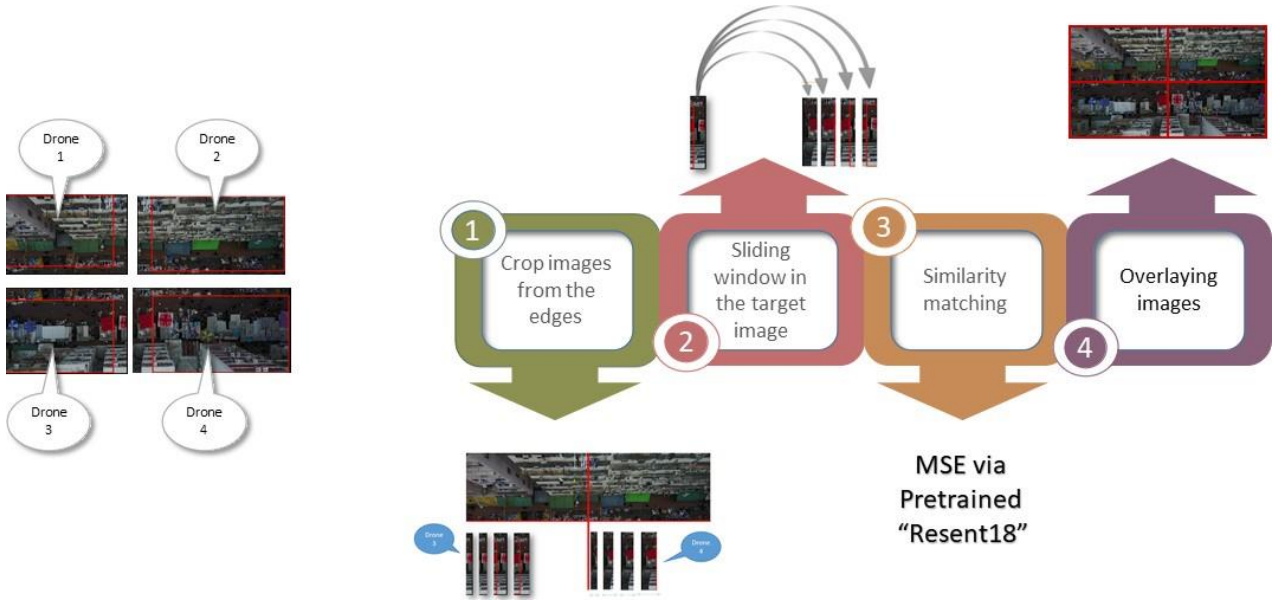 Drone
1
Drone
2
Drone
3
Drone
4
1
Crop images
from the
edges
2
Sliding
window in
the target
image
3
Similarity
matching
4
Overlaying
images
Drone
3
Drone
4
MSE via
Pretrained
“Resent18”